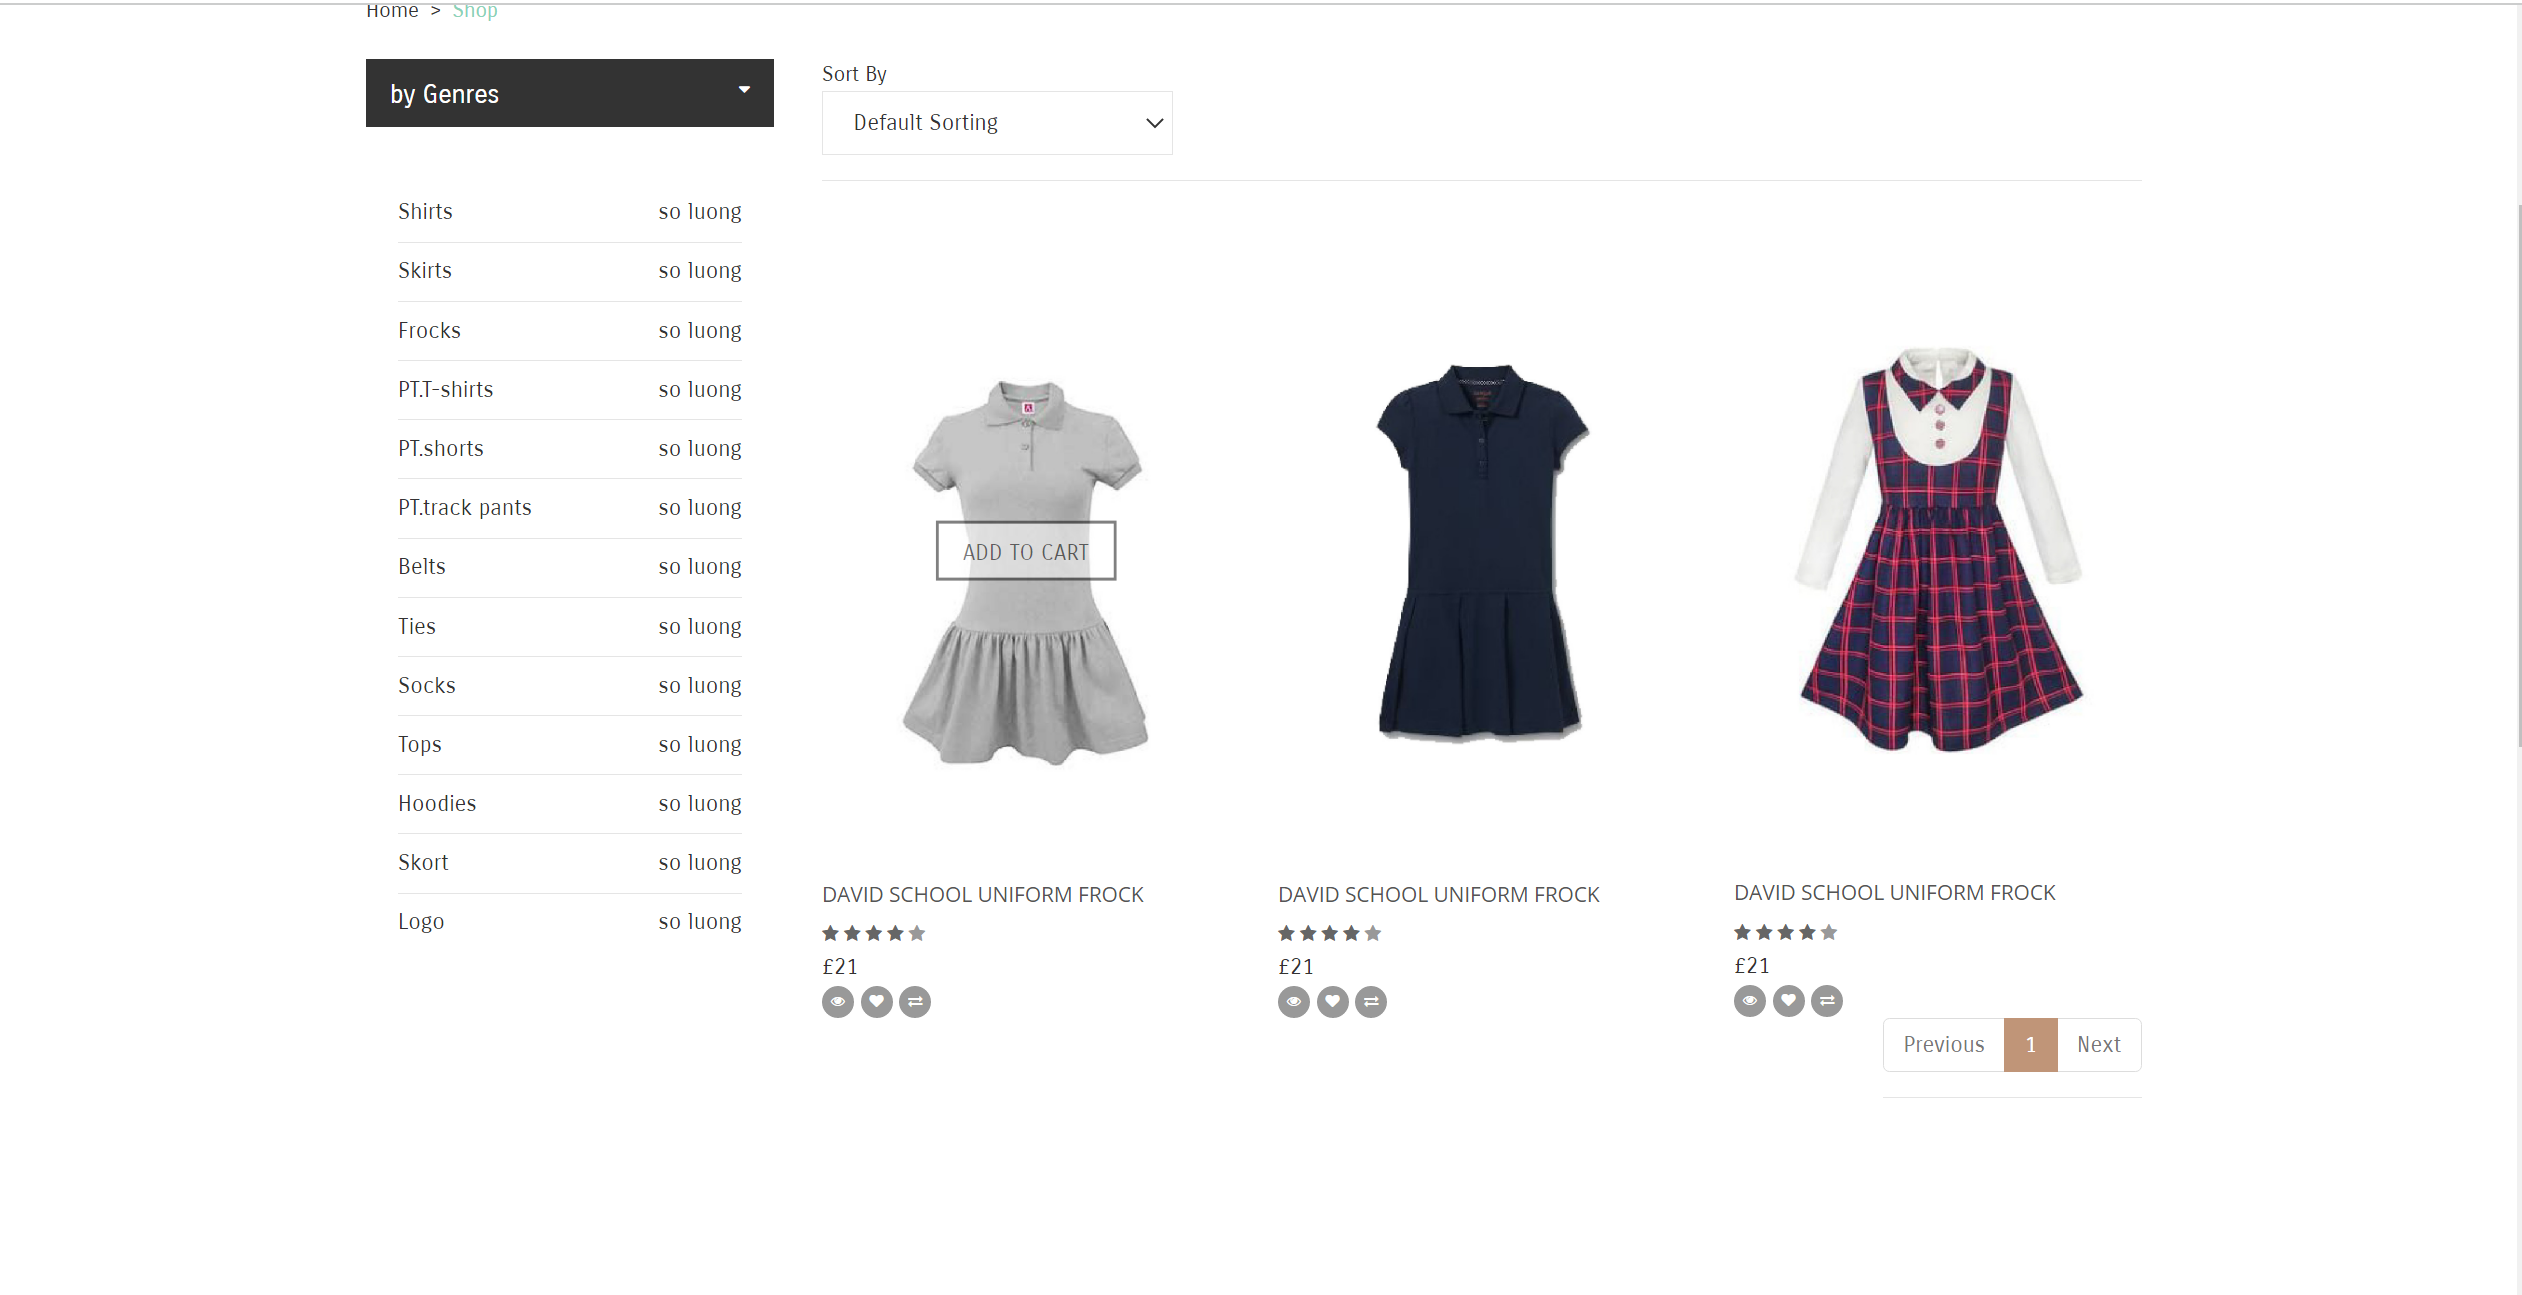 Home > Shop
by Genres
Shirts so luong
Skirts so luong
Frocks so luong
PT.T-shirts so luong
PT.shorts so luong
PT.track pants so luong
Belts so luong
Ties so luong
Socks so luong
Tops so luong
Hoodies so luong
Skort so luong
Logo so luong
Sort By
Default Sorting
ADD TO CART
DAVID SCHOOL UNIFORM FROCK
£21
DAVID SCHOOL UNIFORM FROCK
£21
DAVID SCHOOL UNIFORM FROCK
£21
Previous 1 Next